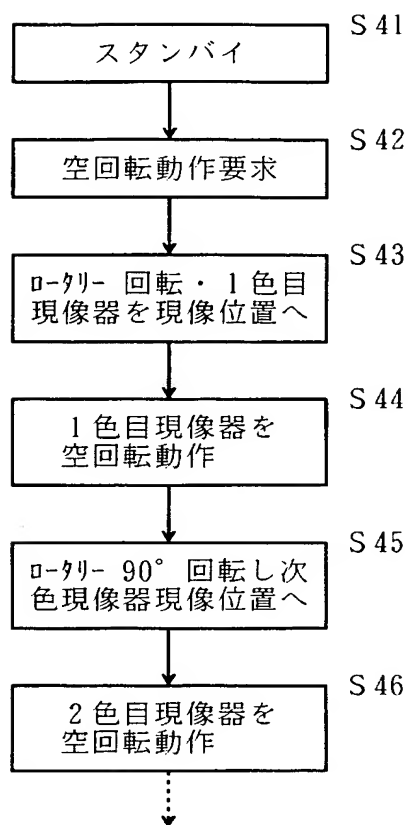 S41
スタンバイ
S42
空回転動作要求
S43
ﾛｰﾀﾘｰ 回転・1色目
現像器を現像位置へ
S44
1色目現像器を
空回転動作
S45
ﾛｰﾀﾘｰ 90° 回転し次
色現像器現像位置へ
S46
2色目現像器を
空回転動作